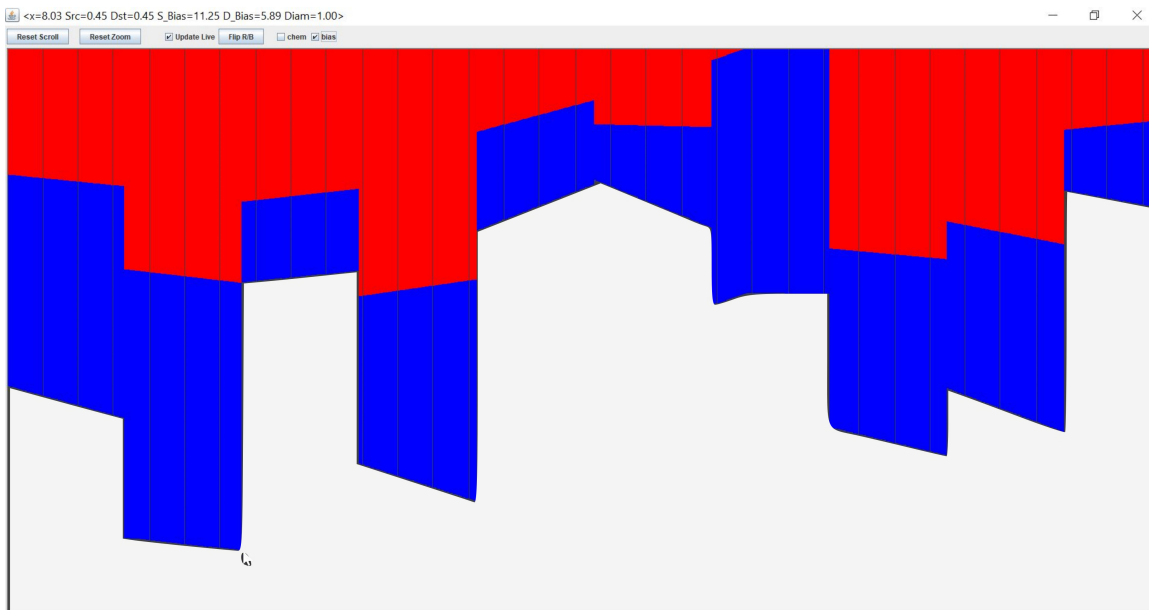 <x=8.03 Src=0.45 Dst=0.45 S_Bias=11.25 D_Bias=5.89 Diam=1.00>
Reset Scroll Reset Zoom Update Live Flip R/B chem bias